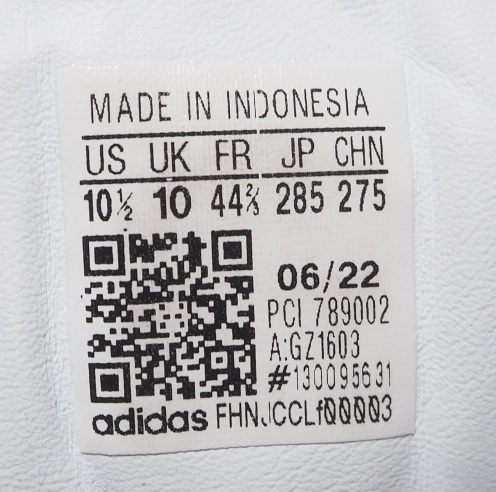 MADE IN INDONESIA
US UK FR JP CHN
10½ 10 44⅔ 285 275
06/22
PCI 789002
A:GZ1603
#130095631
adidas